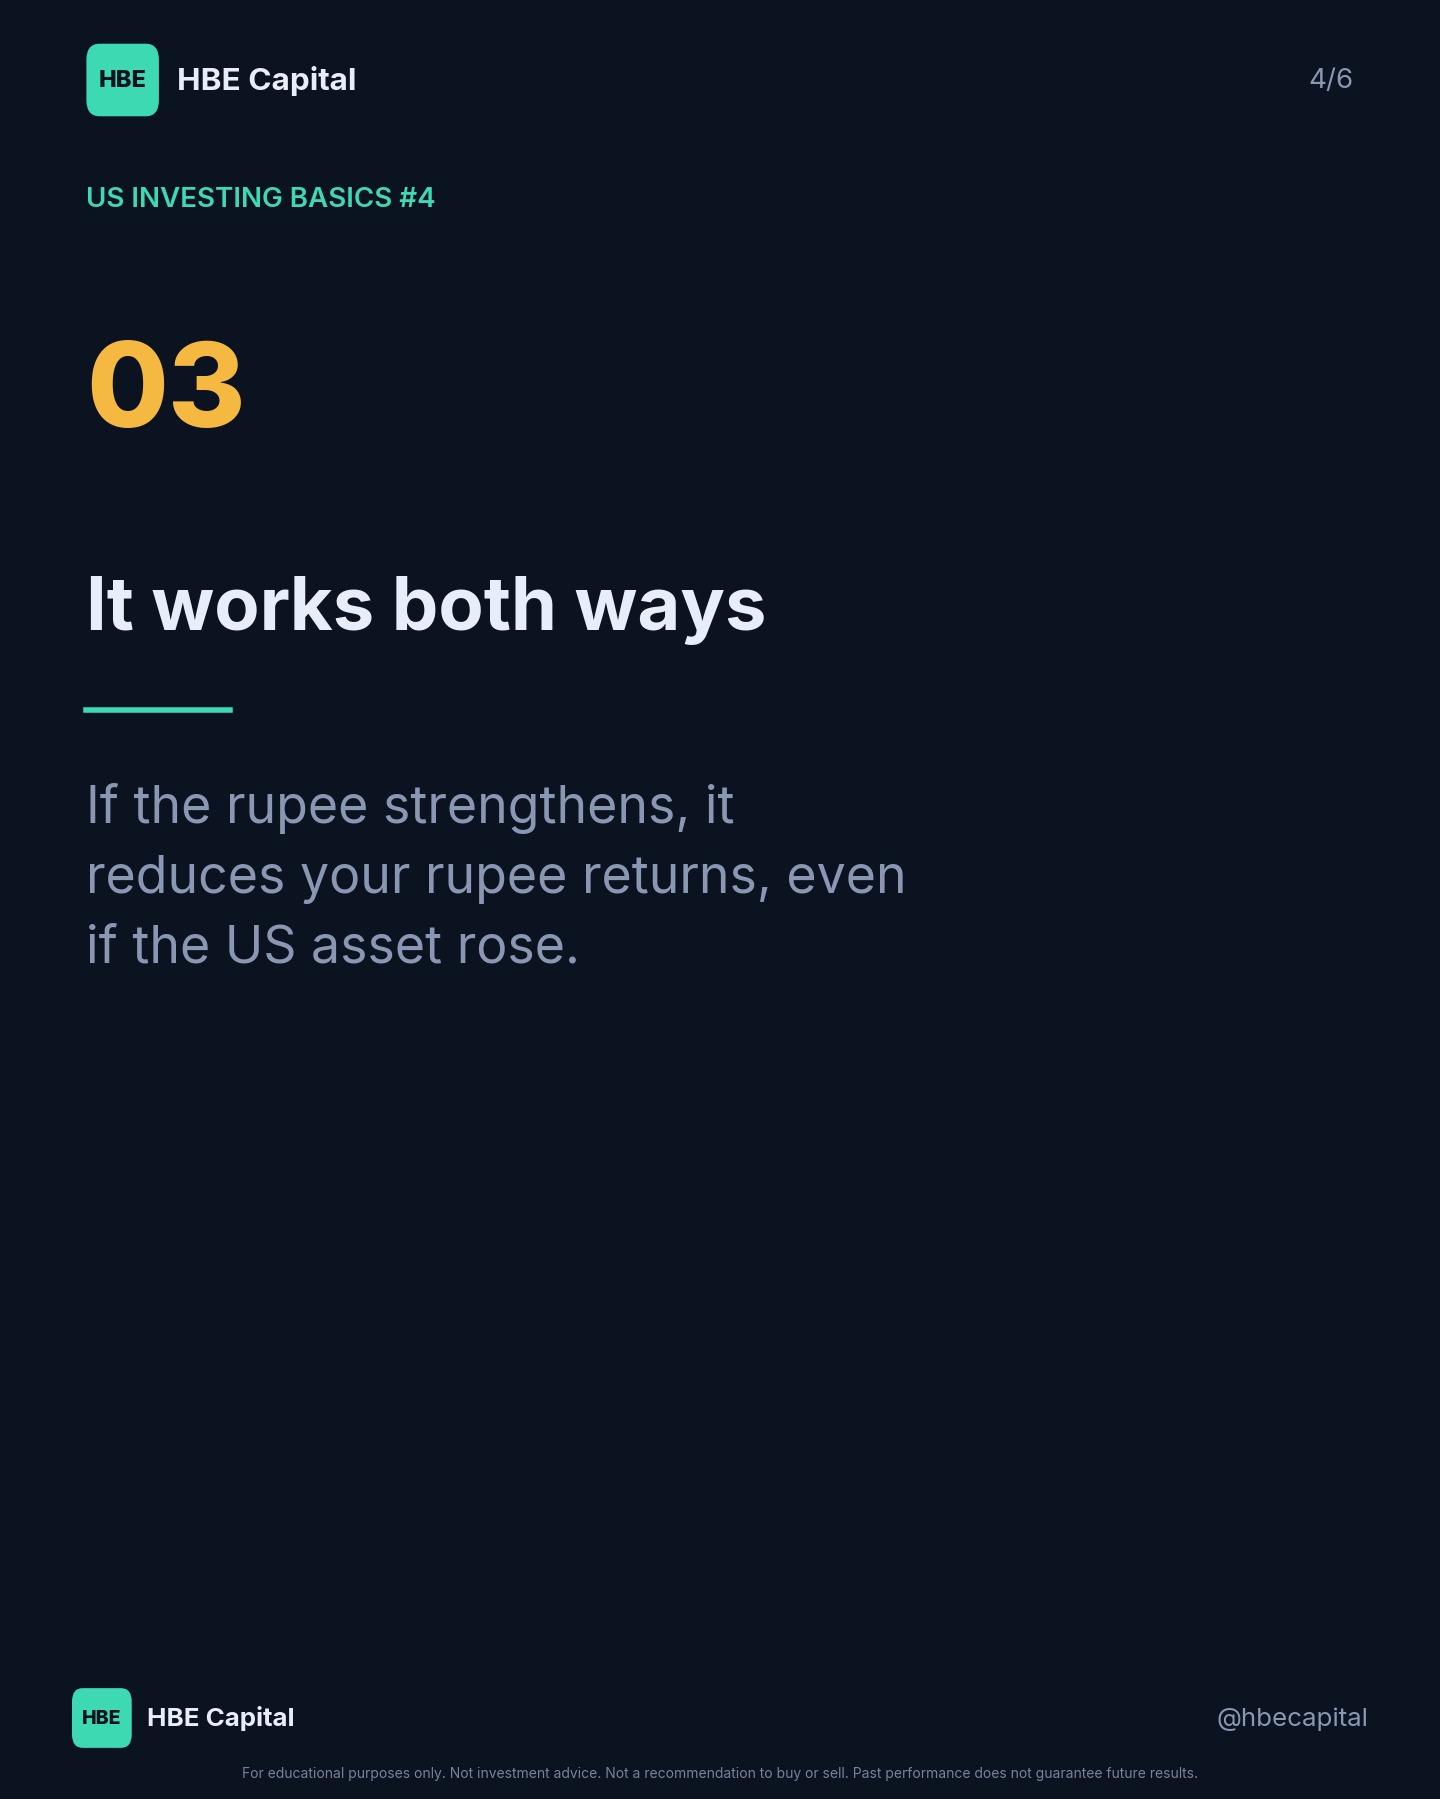 HBE
HBE Capital
4/6
US INVESTING BASICS #4
03
It works both ways
If the rupee strengthens, it
reduces your rupee returns, even
if the US asset rose.
HBE
HBE Capital
@hbecapital
For educational purposes only. Not investment advice. Not a recommendation to buy or sell. Past performance does not guarantee future results.